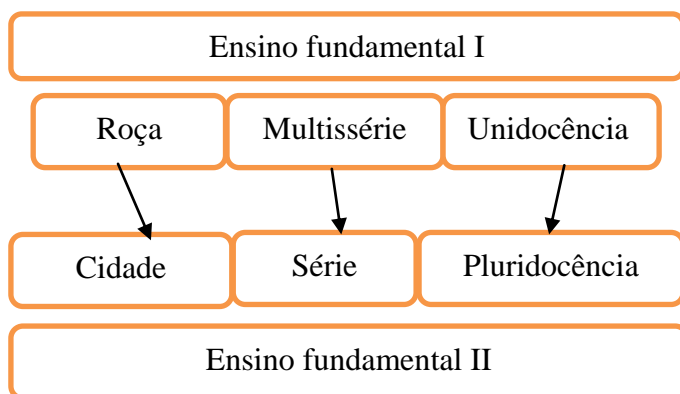 Ensino fundamental I
Roça Multissérie Unidocência
Cidade Série Pluridocência
Ensino fundamental II